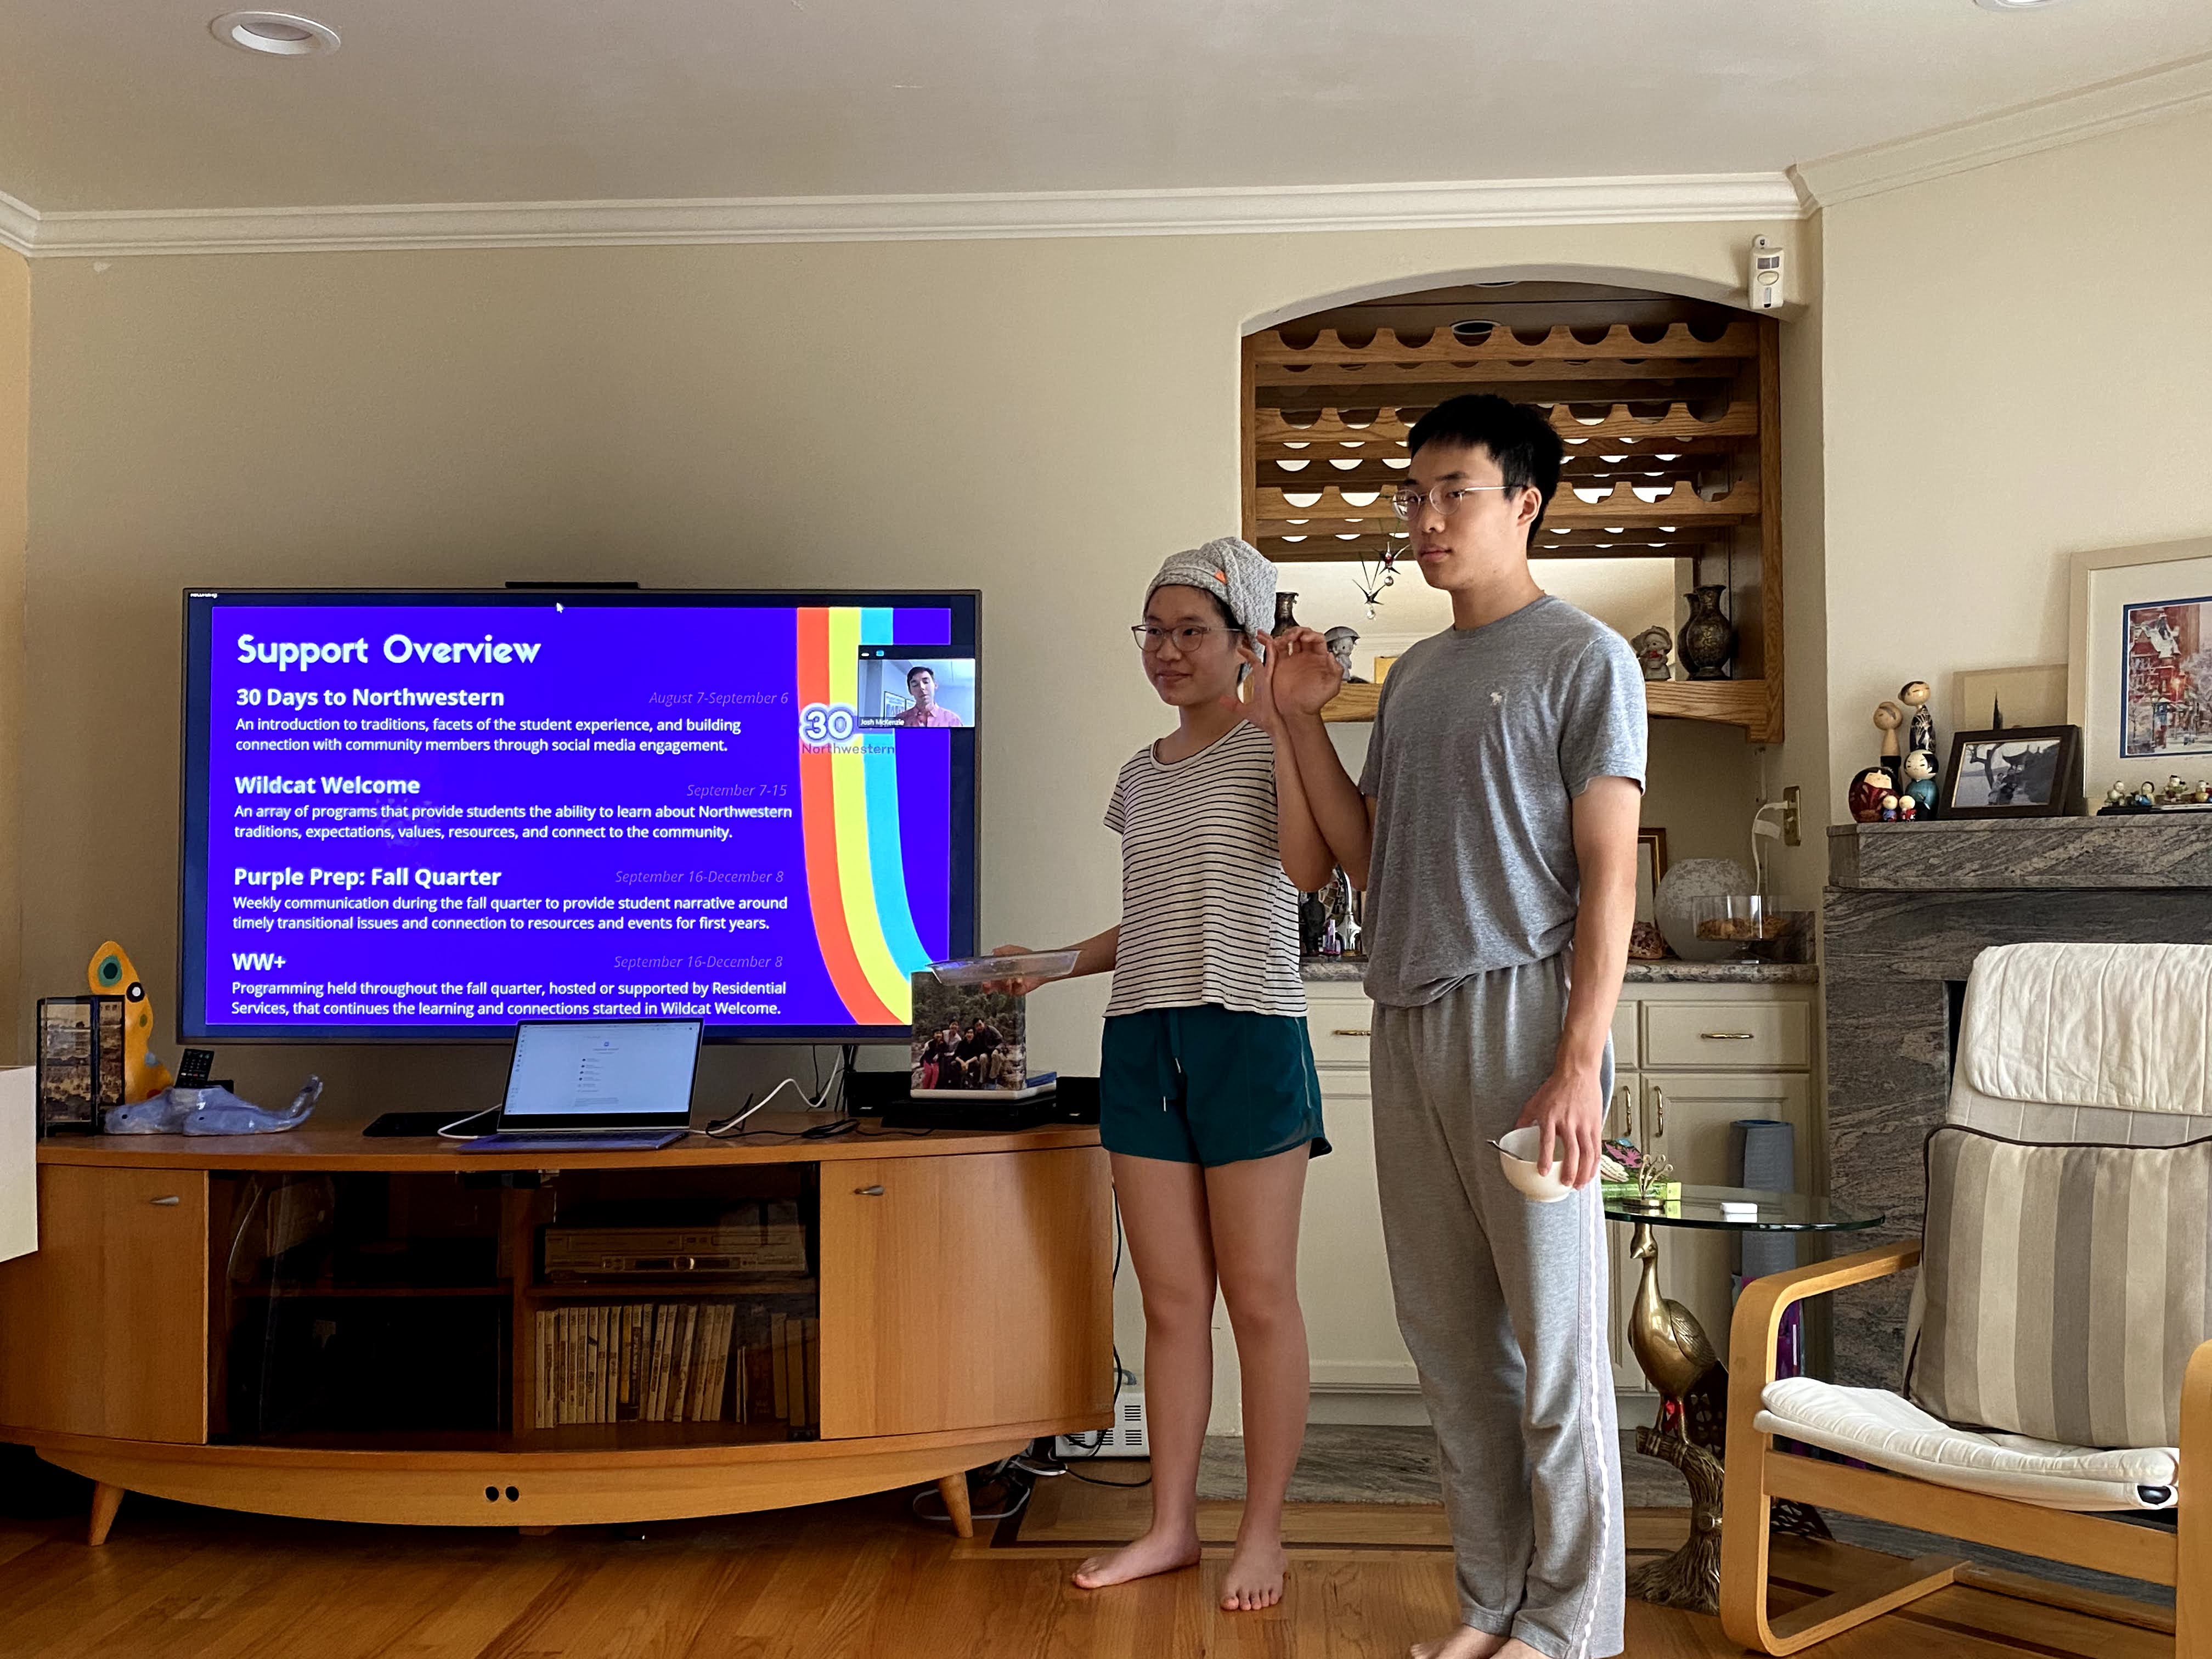 Support Overview
30 Days to Northwestern
August 7-September 6
An introduction to traditions, facets of the student experience, and building
connection with community members through social media engagement.
Wildcat Welcome
September 7-15
An array of programs that provide students the ability to learn about Northwestern
traditions, expectations, values, resources, and connect to the community.
Purple Prep: Fall Quarter
September 16-December 8
Weekly communication during the fall quarter to provide student narrative around
timely transitional issues and connection to resources and events for first years.
WW+
September 16-December 8
Programming held throughout the fall quarter, hosted or supported by Residential
Services, that continues the learning and connections started in Wildcat Welcome.
30
Northwestern
Josh McKenzie